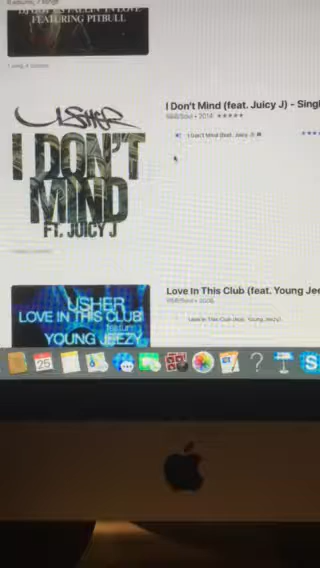 FEATURING PITBULL
USHER
I DON'T
MIND
FT. JUICY J
I Don't Mind (feat. Juicy J) - Singl
R&B/Soul • 2014 ★★★★★
I Don't Mind (feat. Juicy J)
USHER
LOVE IN THIS CLUB
featuring
YOUNG JEEZY
Love In This Club (feat. Young Jee
R&B/Soul • 2008
Love In This Club (feat. Young Jeezy)
25